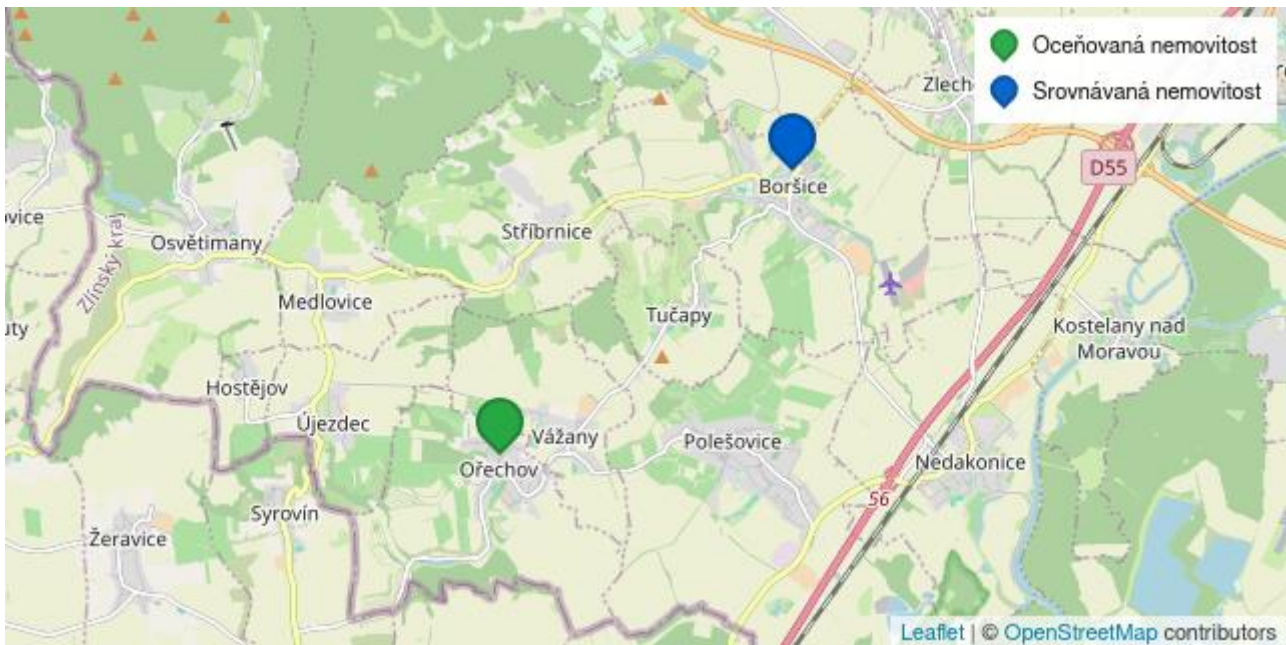 Oceňovaná nemovitost
Srovnávaná nemovitost
Zlech
D55
Boršice
ovice
Zlínský kraj
Osvětimany
Stříbrnice
Medlovice
Tučapy
Kostelany nad
Moravou
uty
Hostějov
Újezdec
Vážany
Polešovice
Ořechov
Nedakonice
56
Syrovín
Žeravice
Leaflet | © OpenStreetMap contributors